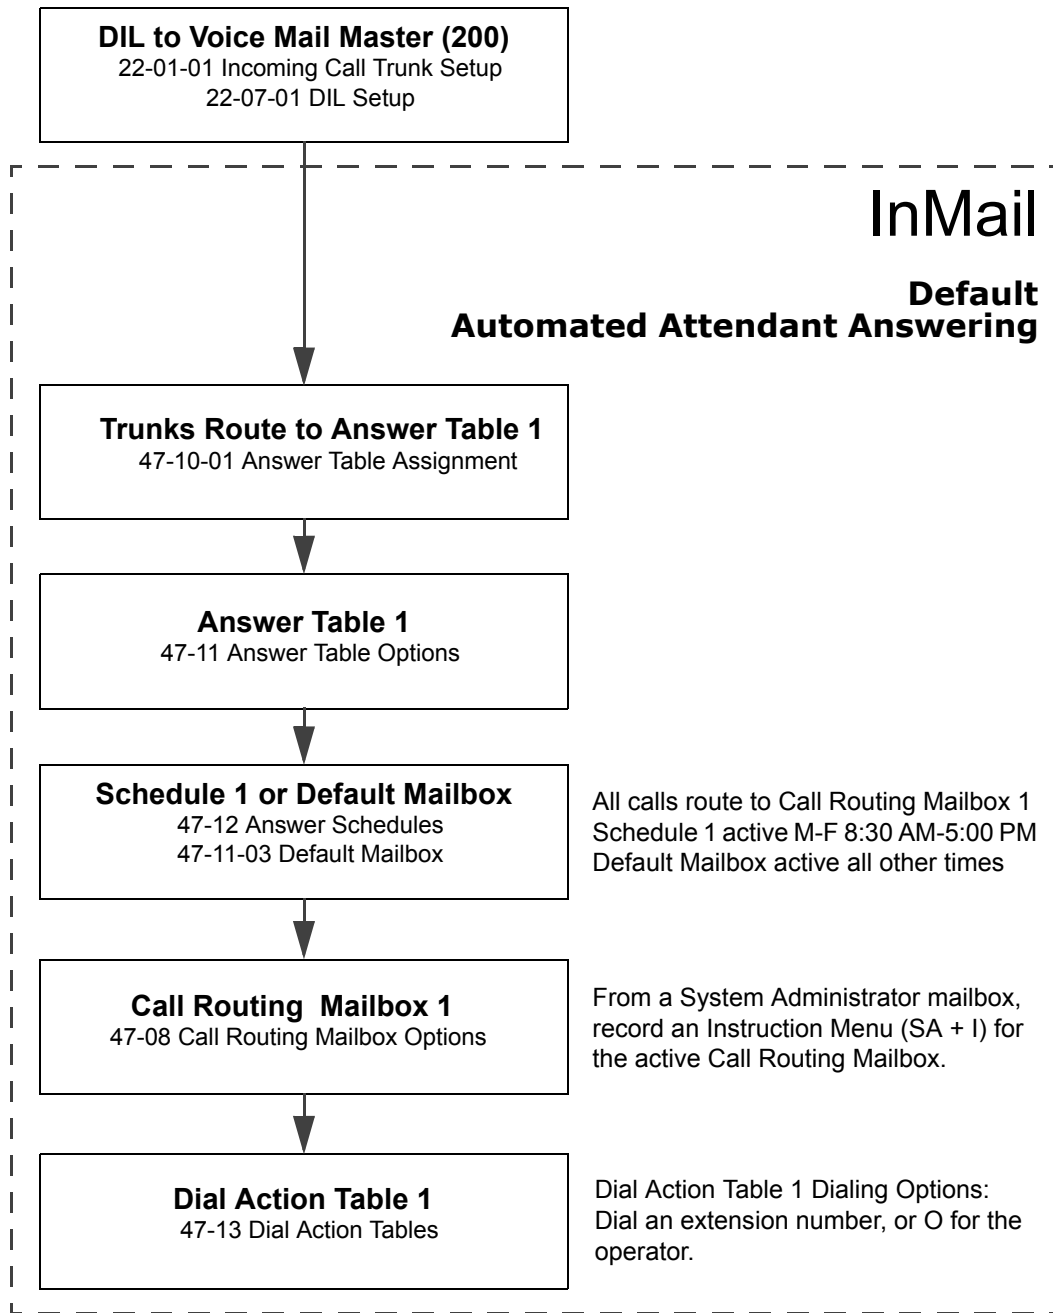 DIL to Voice Mail Master (200)
22-01-01 Incoming Call Trunk Setup
22-07-01 DIL Setup
InMail
Default
Automated Attendant Answering
Trunks Route to Answer Table 1
47-10-01 Answer Table Assignment
Answer Table 1
47-11 Answer Table Options
Schedule 1 or Default Mailbox
47-12 Answer Schedules
47-11-03 Default Mailbox
All calls route to Call Routing Mailbox 1
Schedule 1 active M-F 8:30 AM-5:00 PM
Default Mailbox active all other times
Call Routing Mailbox 1
47-08 Call Routing Mailbox Options
From a System Administrator mailbox,
record an Instruction Menu (SA + I) for
the active Call Routing Mailbox.
Dial Action Table 1
47-13 Dial Action Tables
Dial Action Table 1 Dialing Options:
Dial an extension number, or O for the
operator.